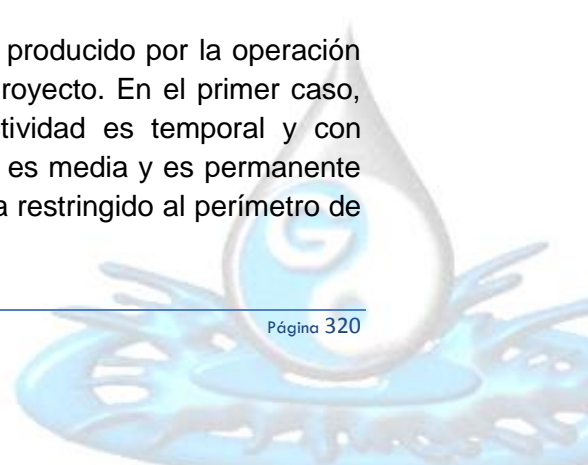 producido por la operación
royecto. En el primer caso,
ctividad es temporal y con
es media y es permanente
a restringido al perímetro de
Página 320